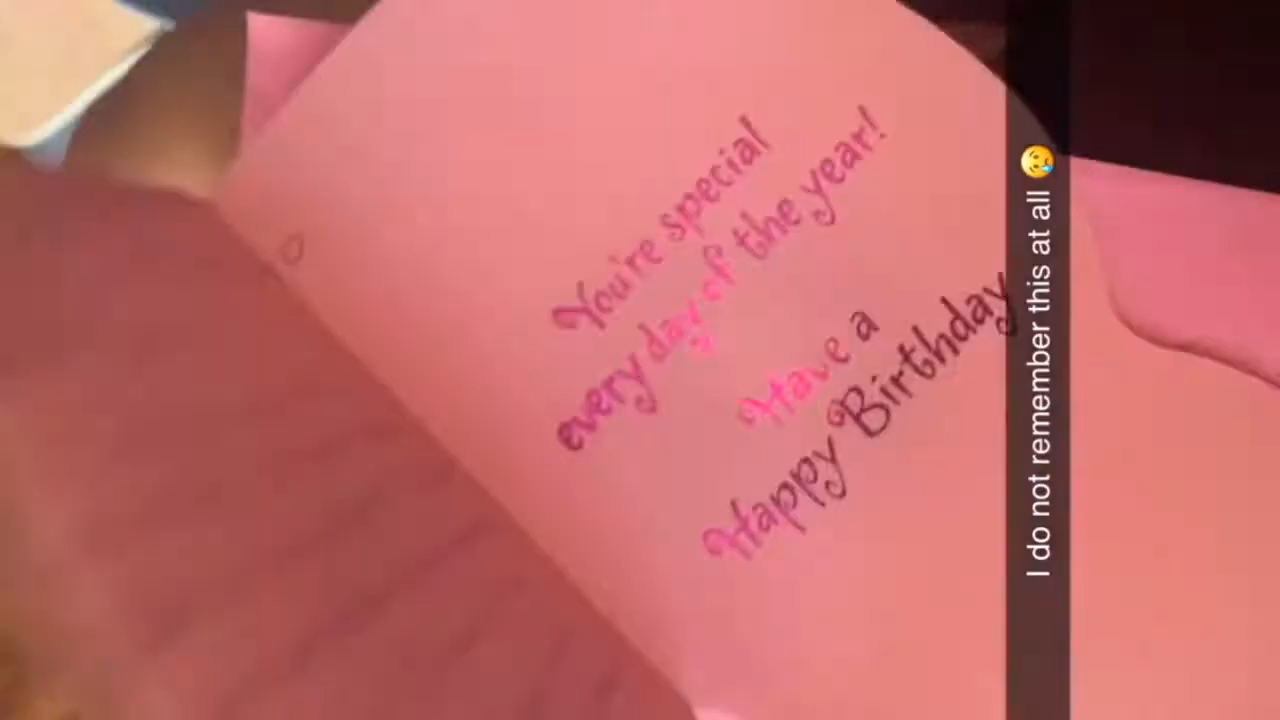 You're special
every day of the year!
Have a
Happy Birthday
I do not remember this at all 😢